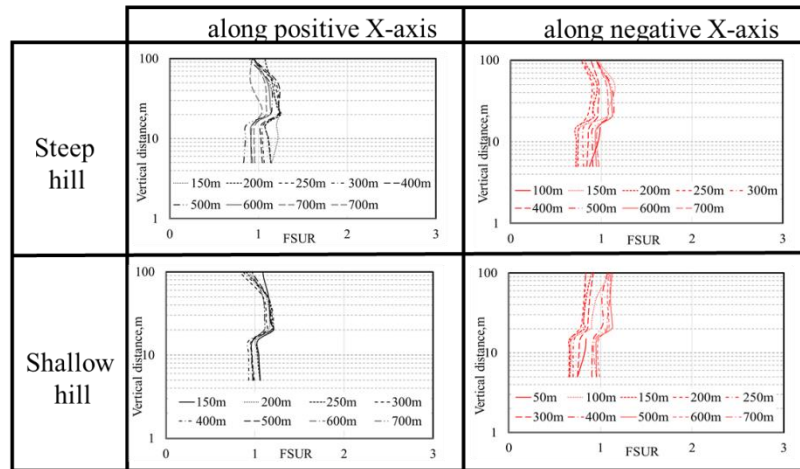 along positive X-axis
along negative X-axis
Steep
hill
Vertical distance,m
100
10
1
150m 200m 250m 300m 400m
500m 600m 700m 700m
0 1 2 3
FSUR
Vertical distance,m
100
10
1
100m 150m 200m 250m 300m
400m 500m 600m 700m
0 1 2 3
FSUR
Shallow
hill
Vertical distance,m
100
10
1
150m 200m 250m 300m
400m 500m 600m 700m
0 1 2 3
FSUR
Vertical distance,m
100
10
1
50m 100m 150m 200m 250m
300m 400m 500m 600m 700m
0 1 2 3
FSUR